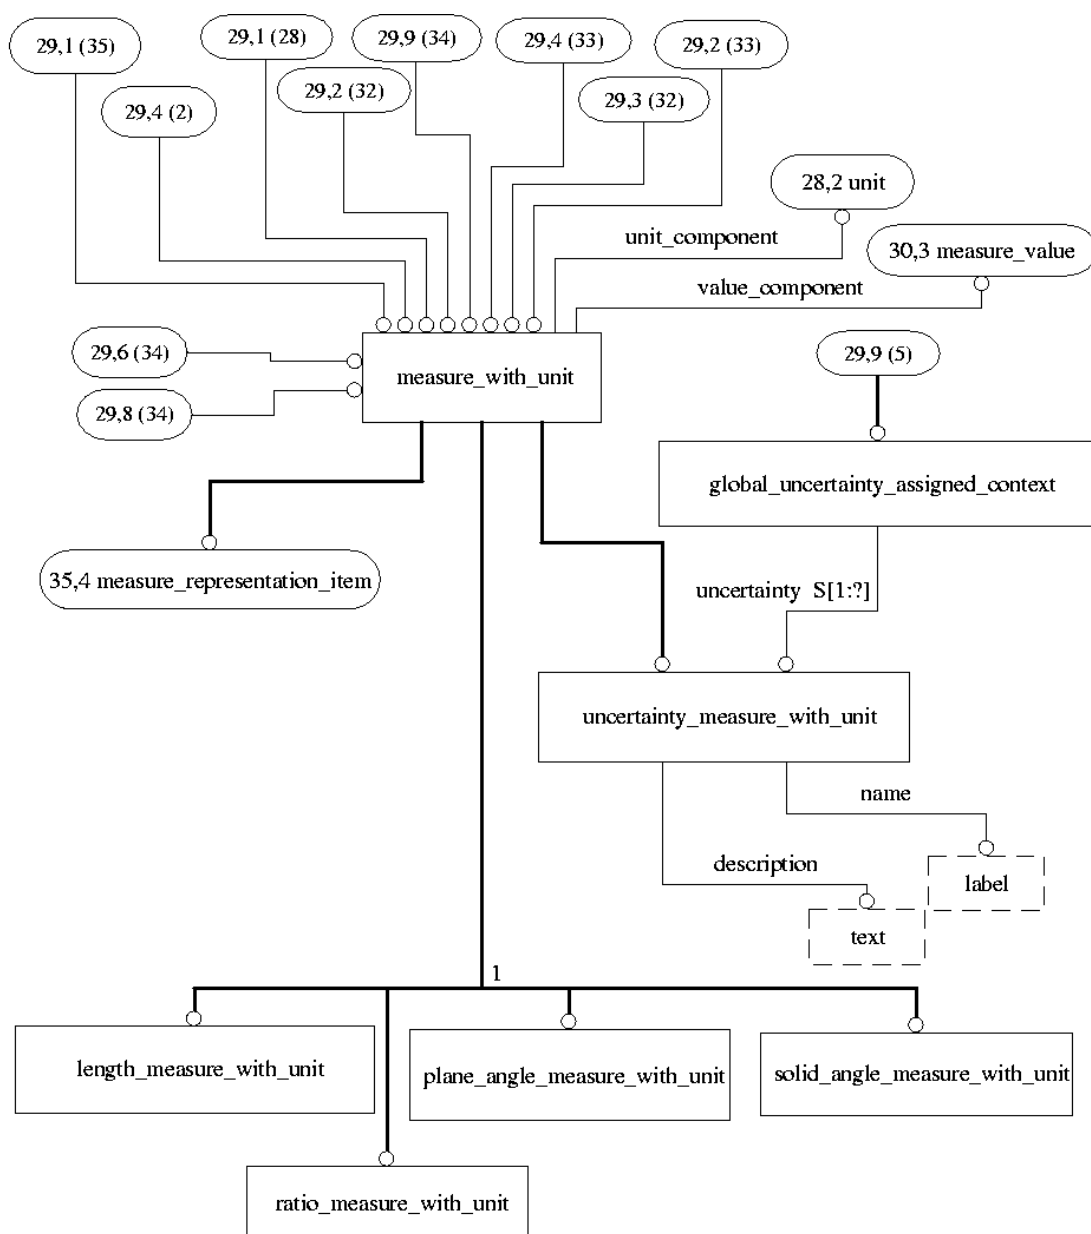 29,1 (35)
29,1 (28)
29,9 (34)
29,4 (33)
29,2 (33)
29,4 (2)
29,2 (32)
29,3 (32)
28,2 unit
unit_component
30,3 measure_value
value_component
29,6 (34)
29,9 (5)
measure_with_unit
29,8 (34)
global_uncertainty_assigned_context
35,4 measure_representation_item
uncertainty S[1:?]
uncertainty_measure_with_unit
name
description
label
text
1
length_measure_with_unit
plane_angle_measure_with_unit
solid_angle_measure_with_unit
ratio_measure_with_unit